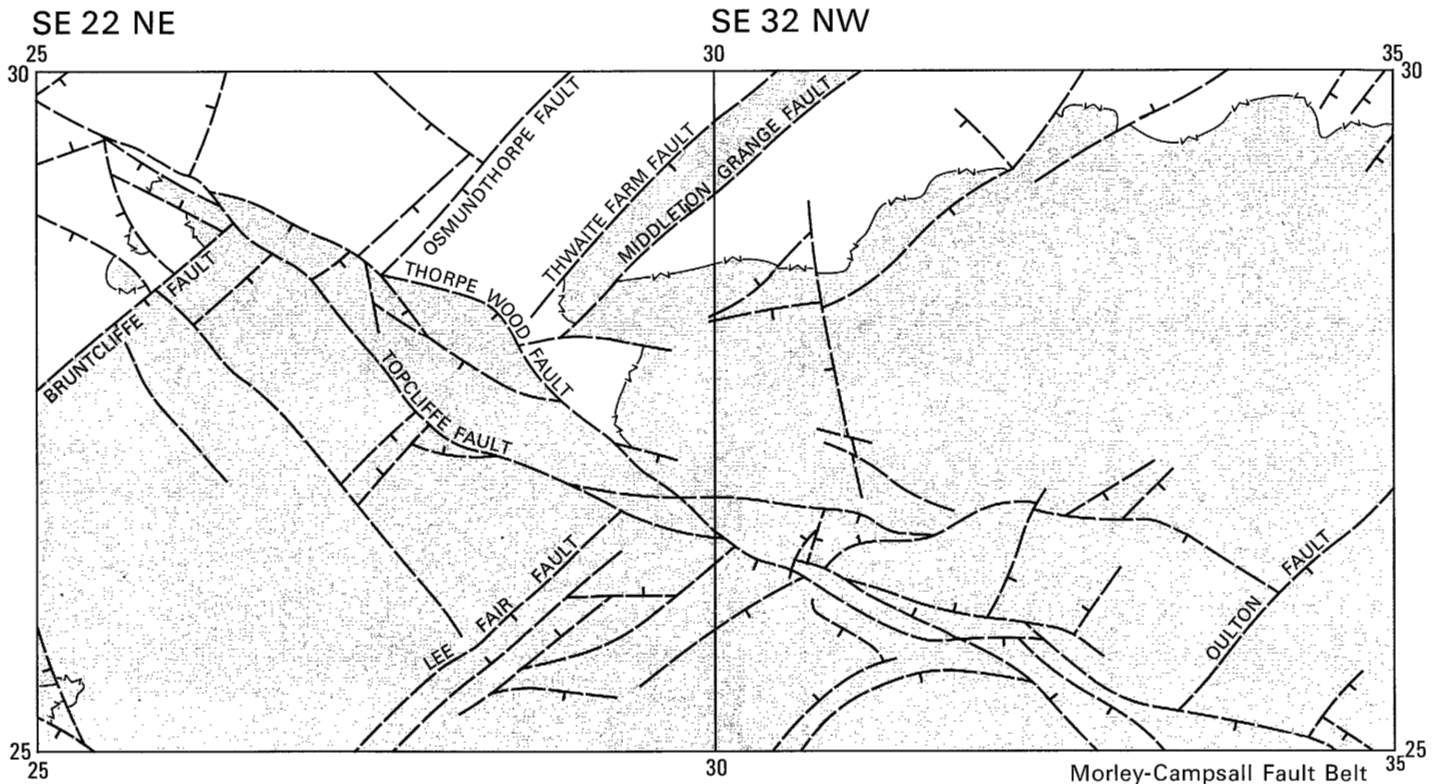 SE 22 NE
SE 32 NW
25
30
35
30
30
OSMUNDTHORPE FAULT
THWAITE FARM FAULT
MIDDLETON GRANGE FAULT
THORPE WOOD FAULT
BRUNTCLIFFE FAULT
TOPCLIFFE FAULT
LEE FAIR FAULT
OULTON FAULT
25
25
25
30
35
Morley-Campsall Fault Belt